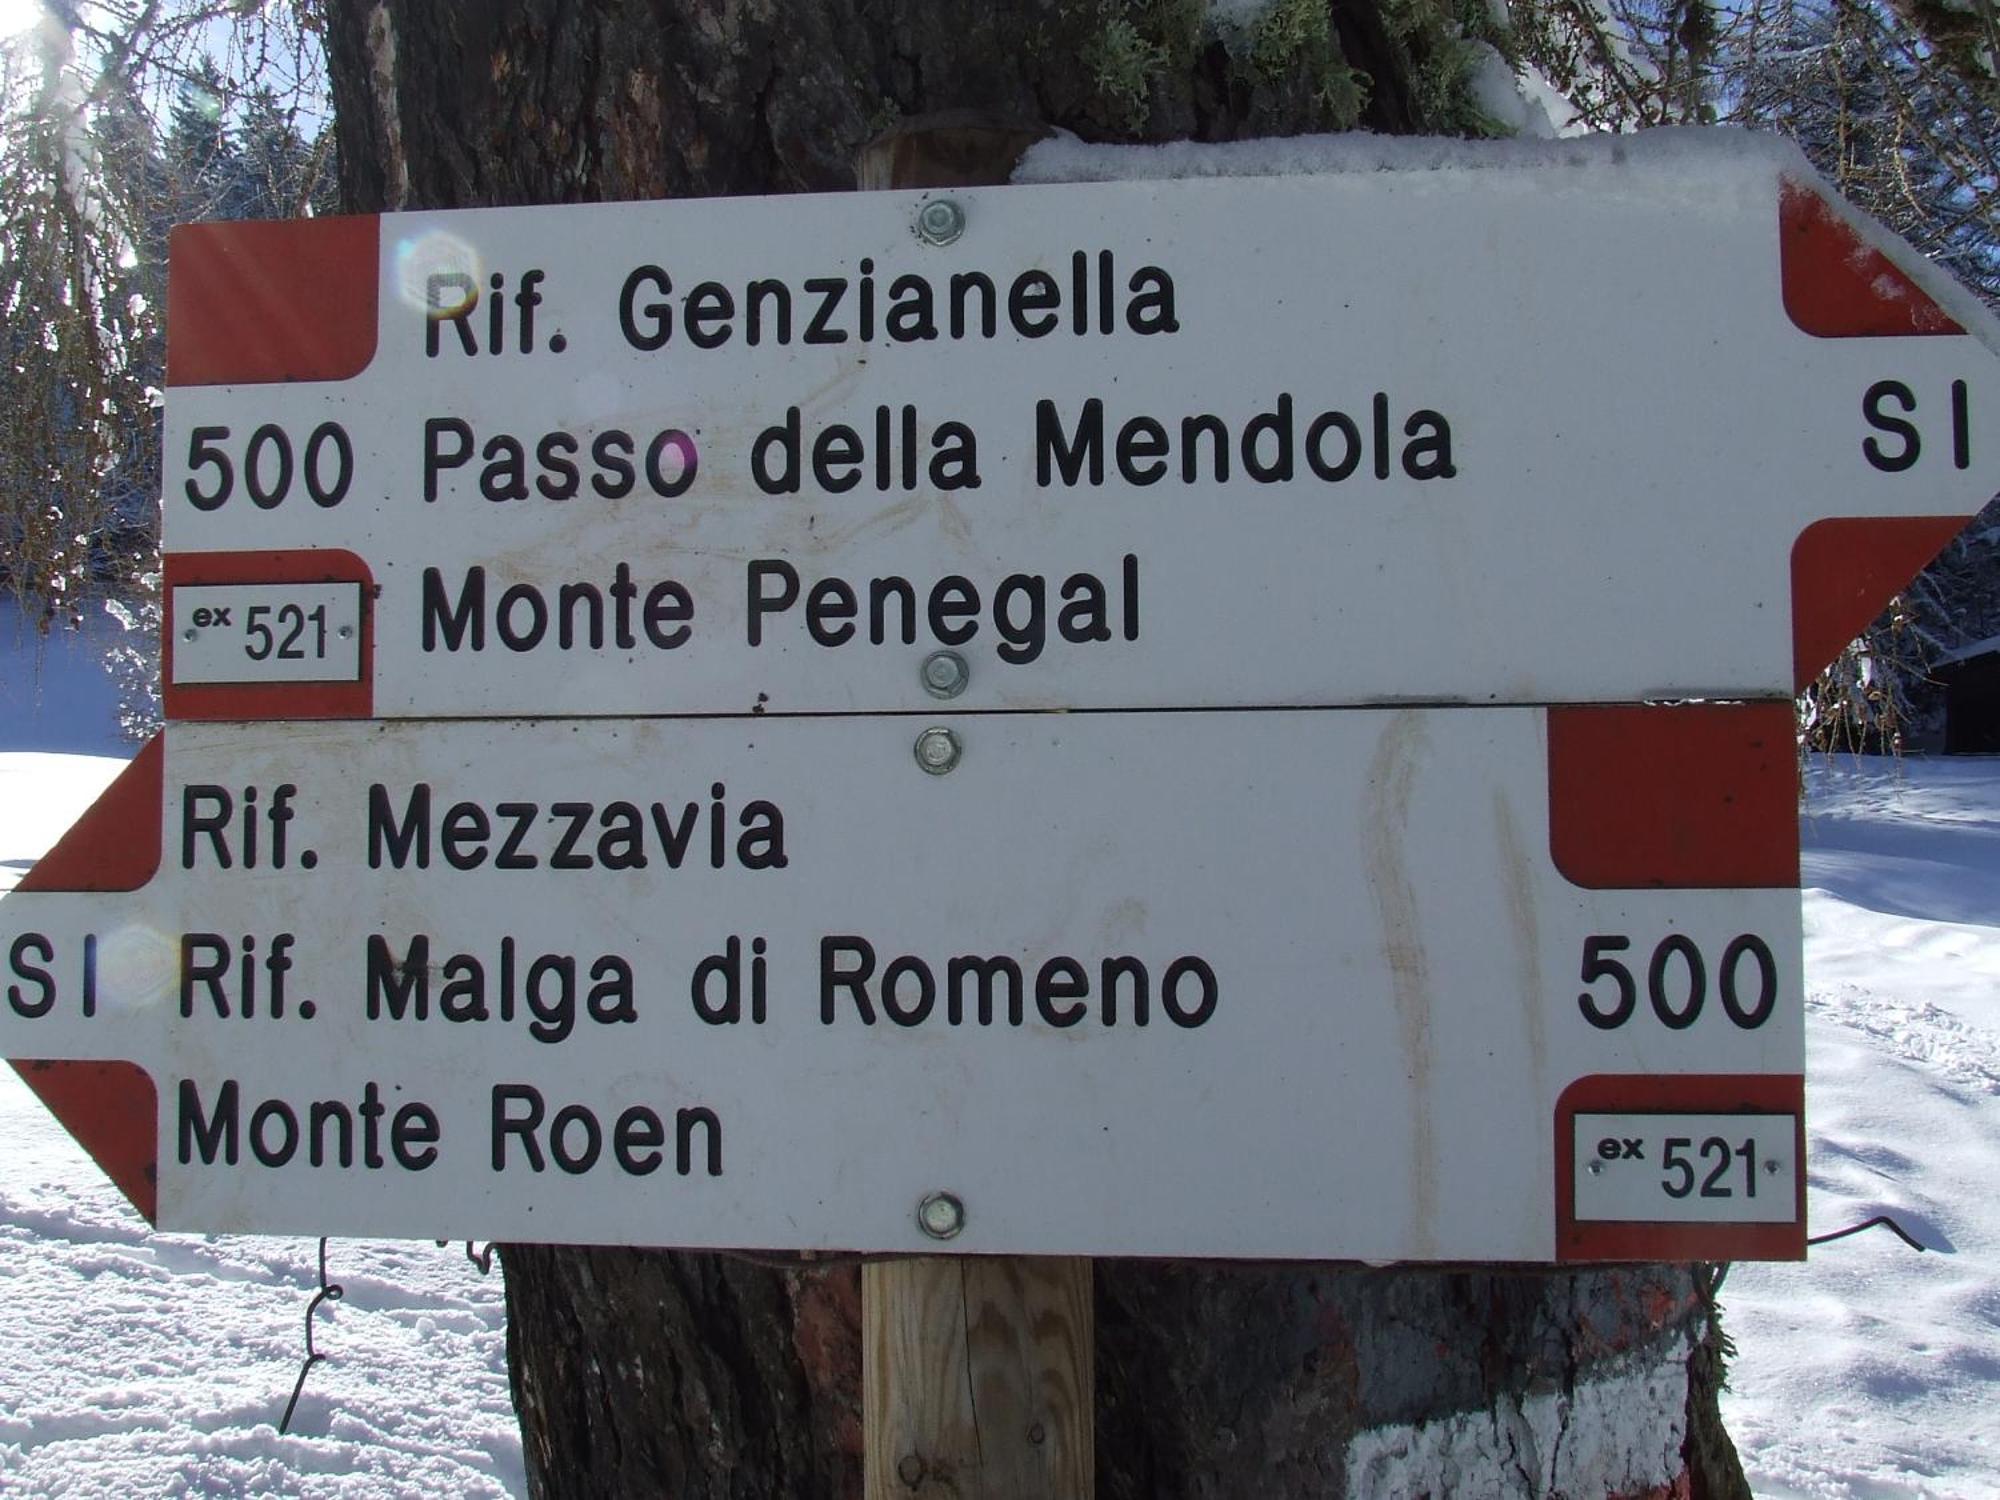 Rif. Genzianella
500 Passo della Mendola SI
ex 521 Monte Penegal
Rif. Mezzavia
SI Rif. Malga di Romeno 500
Monte Roen ex 521